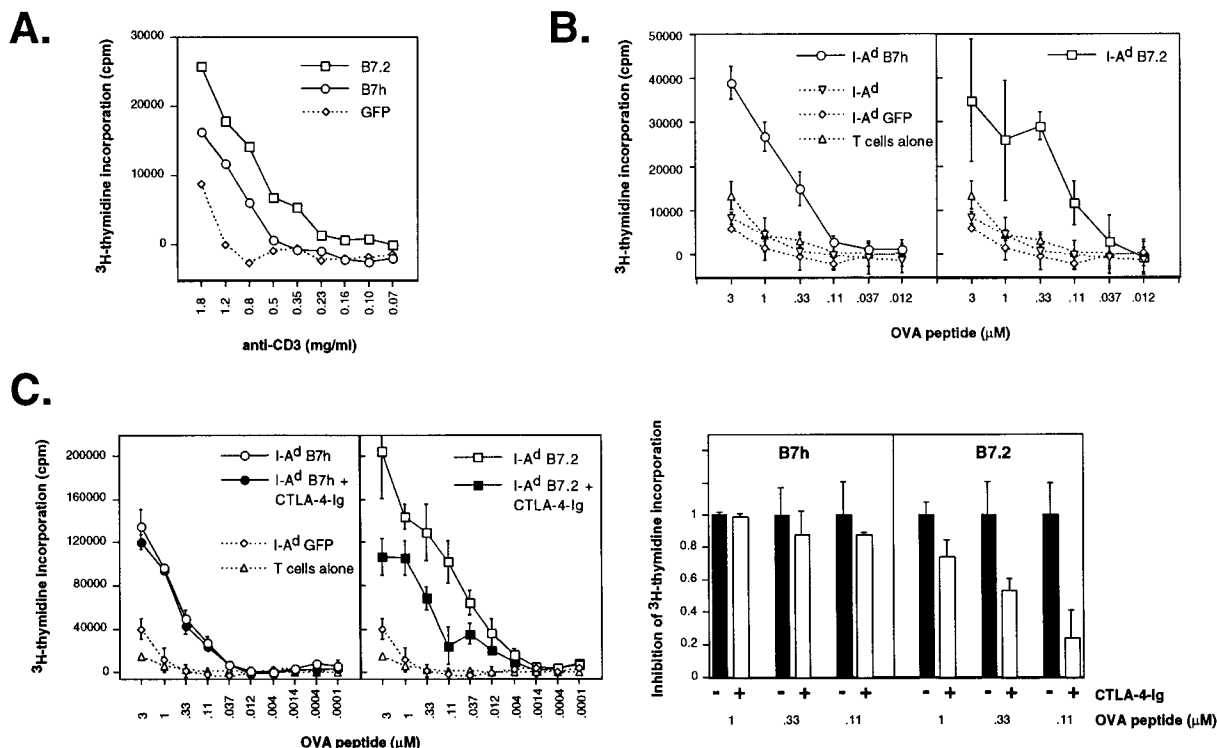 A.
30000
20000
10000
0
³H-thymidine incorporation (cpm)
B7.2
B7h
GFP
1.8 1.2 0.8 0.5 0.35 0.23 0.16 0.10 0.07
anti-CD3 (mg/ml)
B.
50000
40000
30000
20000
10000
0
³H-thymidine incorporation (cpm)
I-Aᵈ B7h
I-Aᵈ
I-Aᵈ GFP
T cells alone
I-Aᵈ B7.2
3 1 .33 .11 .037 .012 3 1 .33 .11 .037 .012
OVA peptide (µM)
C.
200000
160000
120000
80000
40000
0
³H-thymidine incorporation (cpm)
I-Aᵈ B7h
I-Aᵈ B7h +
CTLA-4-Ig
I-Aᵈ GFP
T cells alone
I-Aᵈ B7.2
I-Aᵈ B7.2 +
CTLA-4-Ig
3 1 .33 .11 .037 .012 .004 .0014 .0004 .0001 3 1 .33 .11 .037 .012 .004 .0014 .0004 .0001
OVA peptide (µM)
Inhibition of ³H-thymidine incorporation
B7h B7.2
1
0.8
0.6
0.4
0.2
0
- + - + - + - + - + - + CTLA-4-Ig
1 .33 .11 1 .33 .11 OVA peptide (µM)